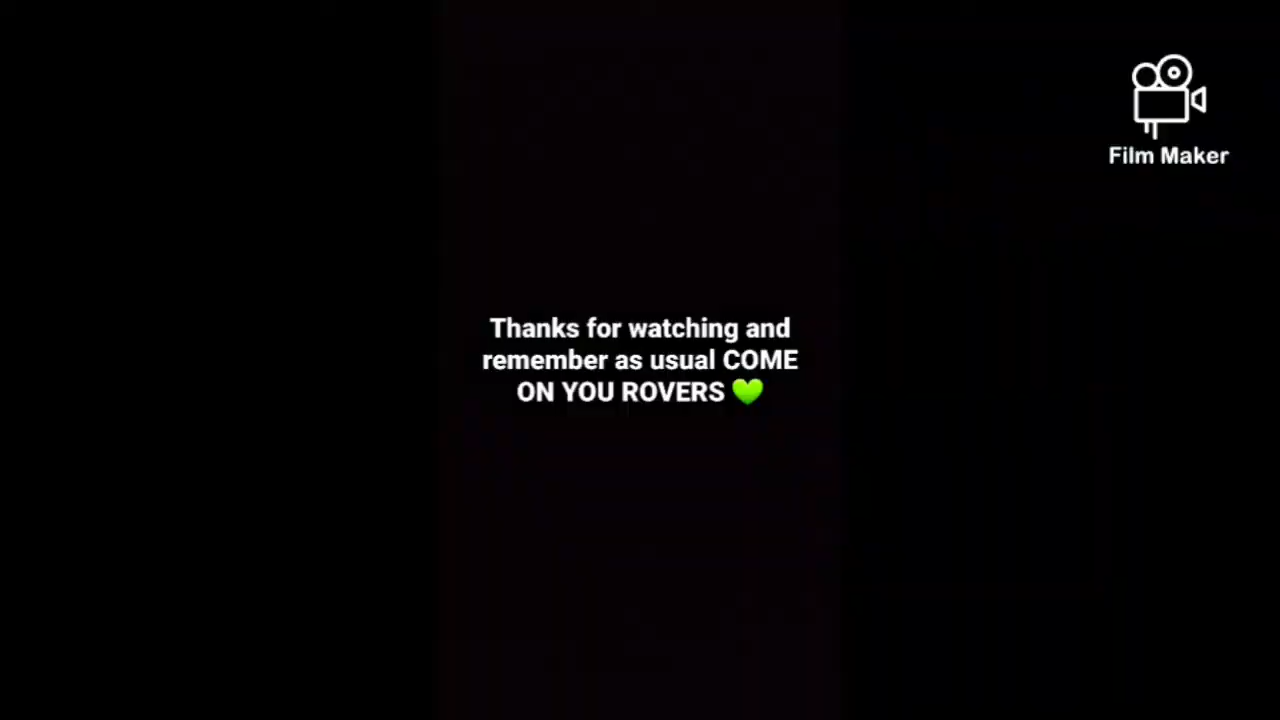 Film Maker
Thanks for watching and
remember as usual COME
ON YOU ROVERS 💚